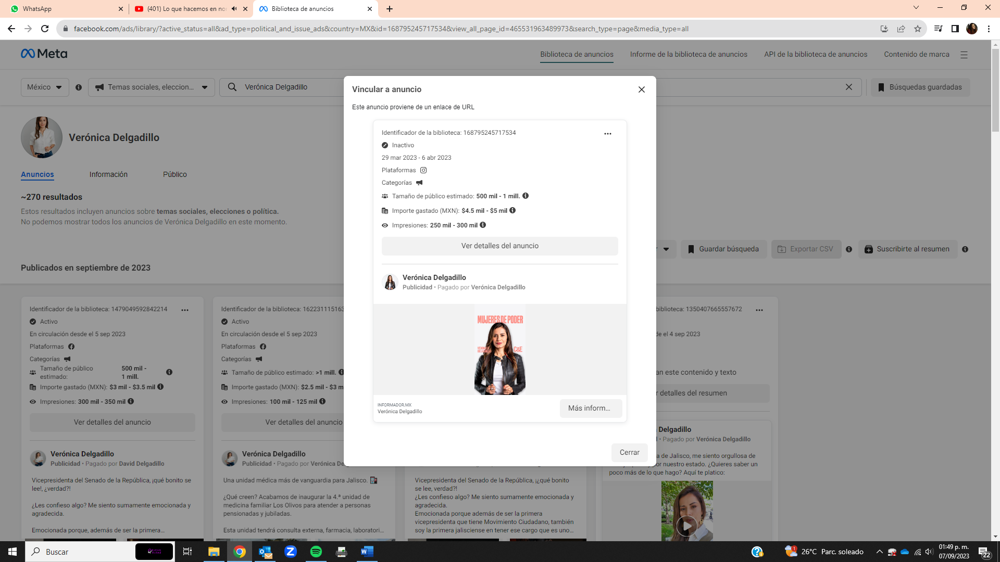 WhatsApp
(401) Lo que hacemos en
Biblioteca de anuncios
facebook.com/ads/library/?active_status=all&ad_type=political_and_issue_ads&country=MX&id=168795245717534&view_all_page_id=465531963489973&search_type=page&media_type=all
Meta
Biblioteca de anuncios
Informe de la biblioteca de anuncios
API de la biblioteca de anuncios
Contenido de marca
México
Temas sociales, eleccion...
Verónica Delgadillo
Búsquedas guardadas
Verónica Delgadillo
Anuncios
Información
Público
~270 resultados
Estos resultados incluyen anuncios sobre temas sociales, elecciones o política.
No podemos mostrar todos los anuncios de Verónica Delgadillo en este momento.
Guardar búsqueda
Exportar CSV
Suscribirte al resumen
Publicados en septiembre de 2023
Vincular a anuncio
Este anuncio proviene de un enlace de URL
Identificador de la biblioteca: 168795245717534
Inactivo
29 mar 2023 - 6 abr 2023
Plataformas
Categorías
Tamaño de público estimado: 500 mil - 1 mill.
Importe gastado (MXN): $4.5 mil - $5 mil
Impresiones: 250 mil - 300 mil
Ver detalles del anuncio
Verónica Delgadillo
Publicidad • Pagado por Verónica Delgadillo
MUJERES DE PODER
VERÓNICA
DELGADILLO
C&E
INFORMADOR.MX
Verónica Delgadillo
Más inform...
Cerrar
Identificador de la biblioteca: 1479049592842214
Activo
En circulación desde el 5 sep 2023
Plataformas
Categorías
Tamaño de público
estimado:
500 mil -
1 mill.
Importe gastado (MXN): $3 mil - $3.5 mil
Impresiones: 300 mil - 350 mil
Ver detalles del anuncio
Verónica Delgadillo
Publicidad • Pagado por David Delgadillo
Vicepresidenta del Senado de la República, ¡qué bonito se
lee!, ¿verdad?!
¿Les confieso algo? Me siento sumamente emocionada y
agradecida.
Emocionada porque, además de ser la primera...
Identificador de la biblioteca: 162231115163
Activo
En circulación desde el 5 sep 2023
Plataformas
Categorías
Tamaño de público estimado: >1 mill.
Importe gastado (MXN): $2.5 mil - $3 m
Impresiones: 100 mil - 125 mil
Ver detalles del anuncio
Verónica Delgadillo
Publicidad • Pagado por Verónica De
Una unidad médica más de vanguardia para Jalisco.
¿Qué creen? Acabamos de inaugurar la 4.ª unidad de
medicina familiar Los Olivos para atender a personas
pensionadas y jubiladas.
Esta unidad tendrá consulta externa, farmacia, laboratori...
Vicepresidenta del Senado de la República, ¡¿qué bonito
se lee, verdad?!
¿Les confieso algo? Me siento sumamente emocionada y
agradecida.
Emocionada porque además de ser la primera
vicepresidenta que tiene Movimiento Ciudadano, también
soy la primera jalisciense en tener ese cargo que es uno...
biblioteca: 1350407665557672
de el 4 sep 2023
an este contenido y texto
r detalles del resumen
Delgadillo
• Pagado por Verónica Delgadillo
a de Jalisco, me siento orgullosa de
por nuestro estado. ¿Quieres saber un
poco más de lo que hago? Aquí te platico:
Buscar
26°C Parc. soleado
01:49 p. m.
07/09/2023
22